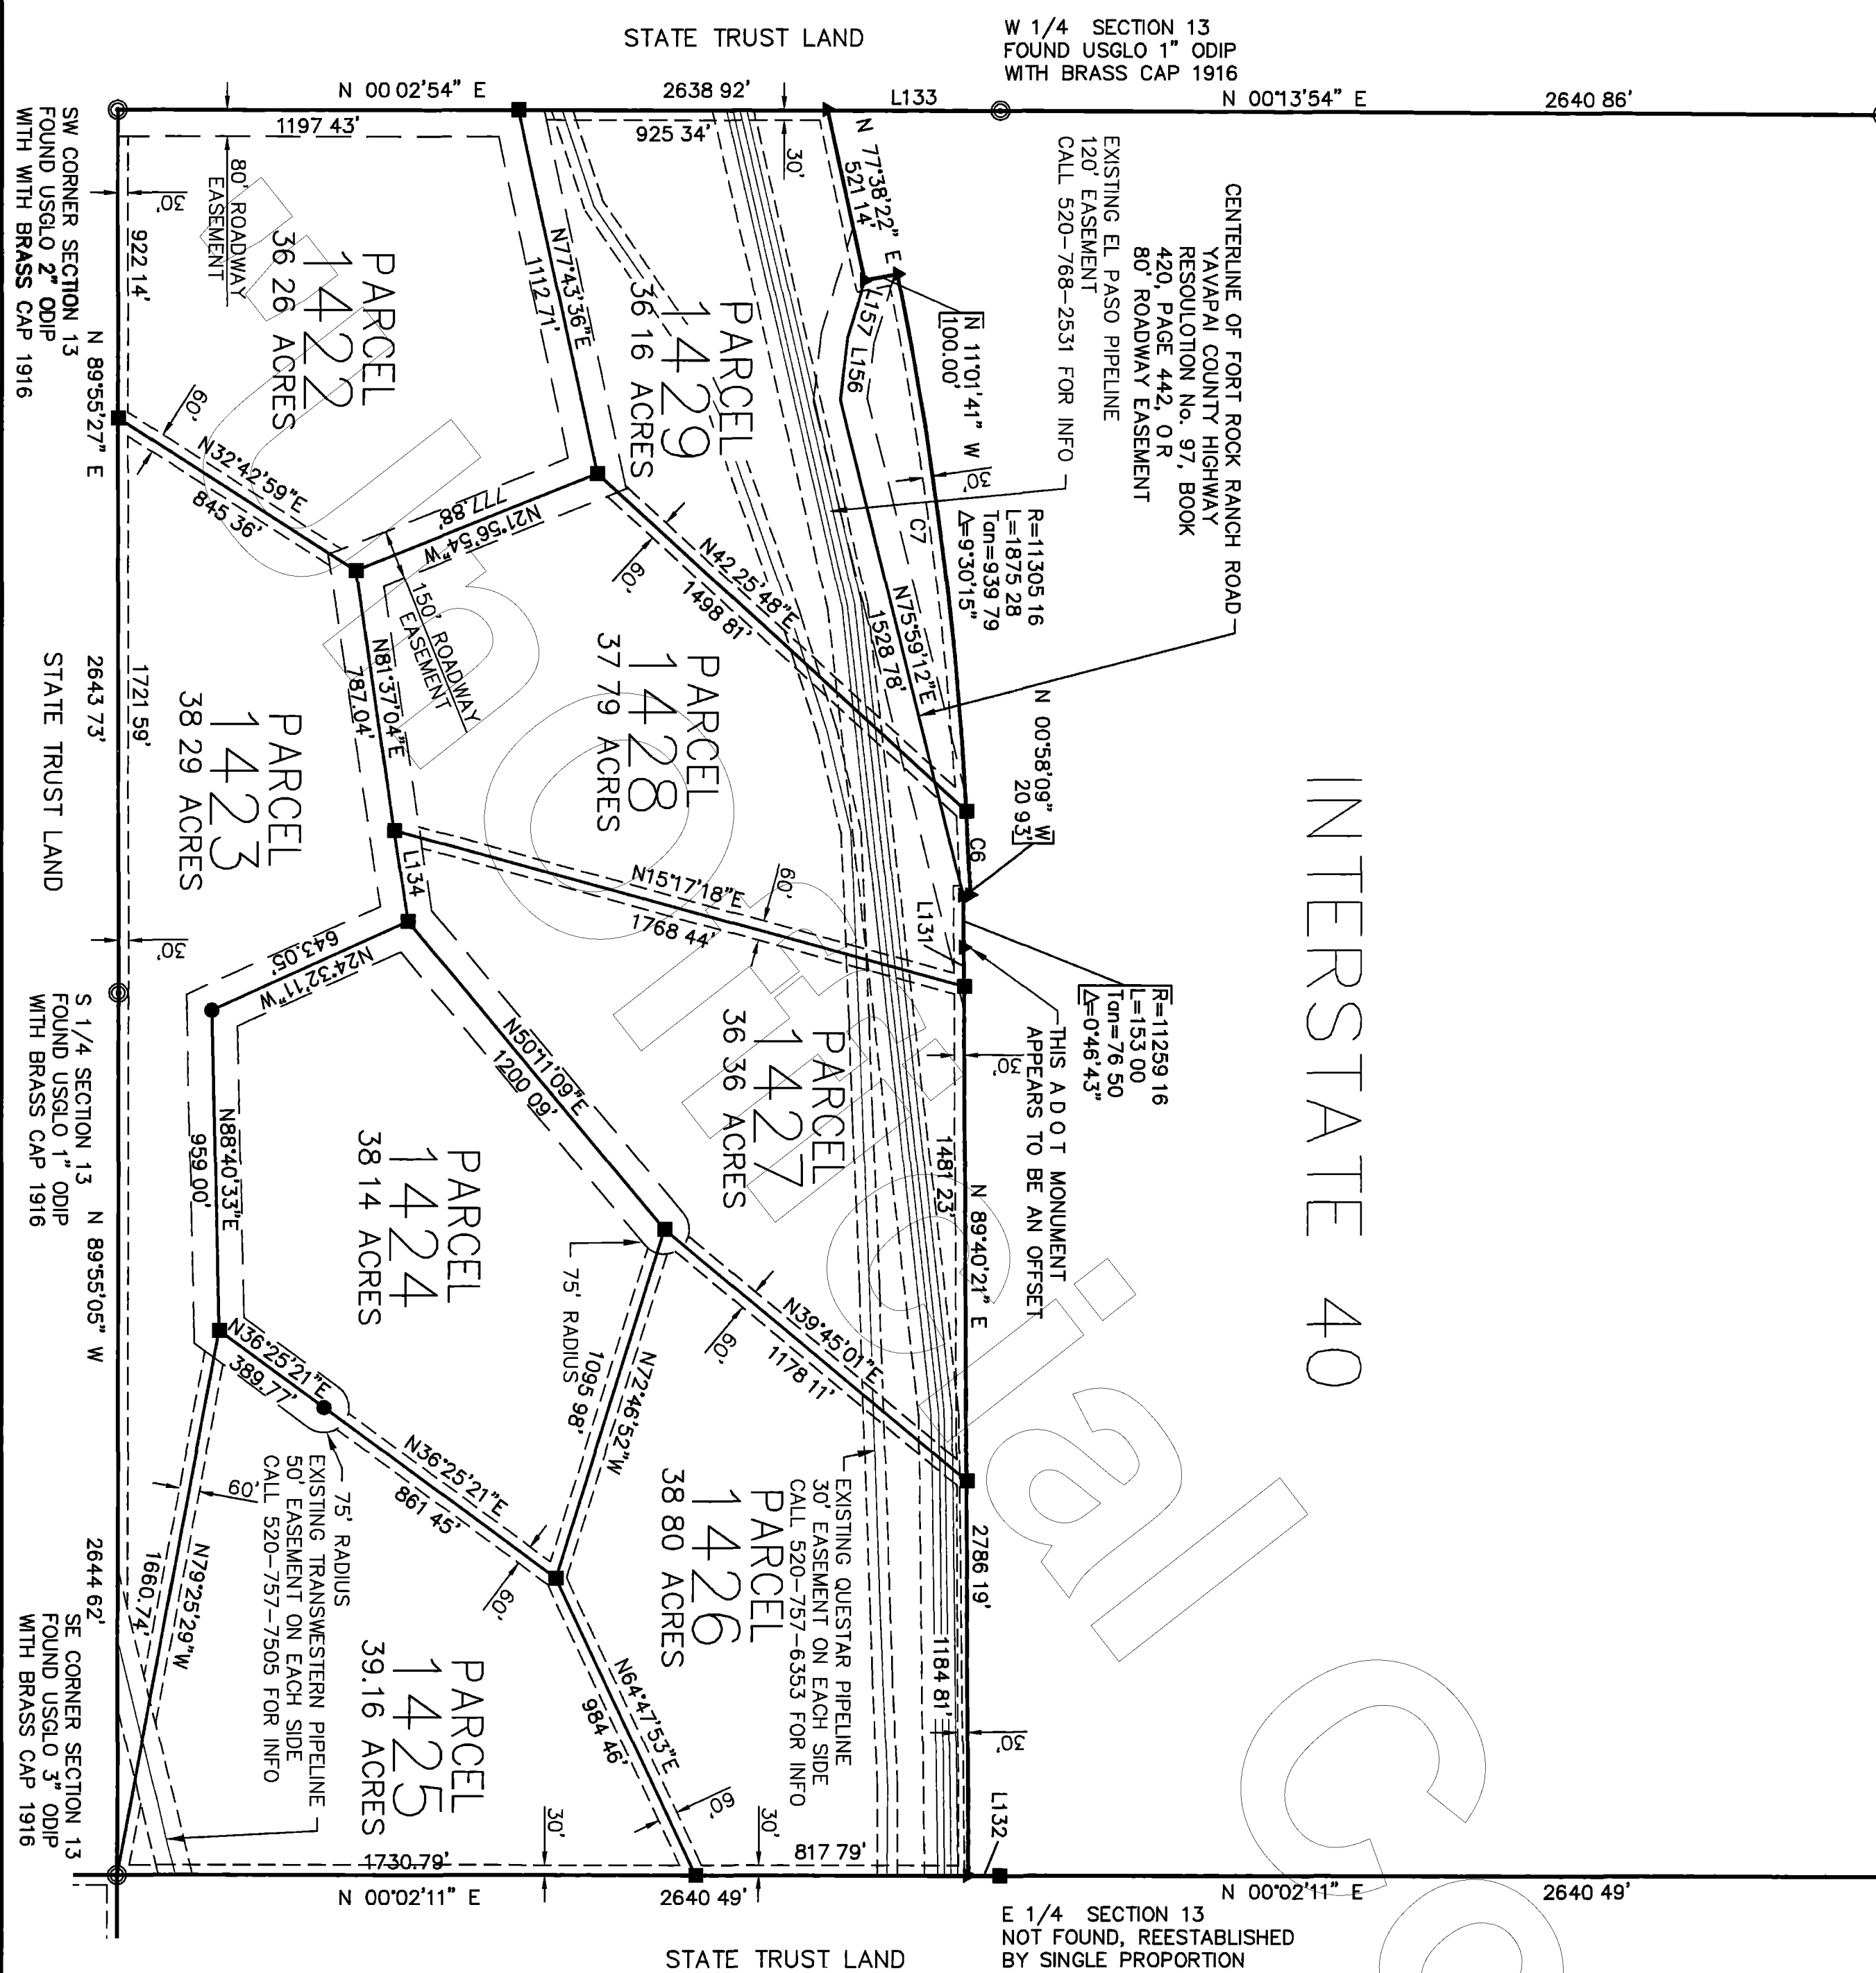 STATE TRUST LAND
W 1/4 SECTION 13
FOUND USGLO 1" ODIP
WITH BRASS CAP 1916
N 00 02'54" E
2638 92'
L133
N 00°13'54" E
2640 86'
1197 43'
925 34'
30'
SW CORNER SECTION 13
FOUND USGLO 2" ODIP
WITH WITH BRASS CAP 1916
30'
922 14'
N 89°55'27" E
80' ROADWAY
EASEMENT
PARCEL
1422
36 26 ACRES
N77°43'36"E
1112 71'
N 77°38'22" E
521 14'
CENTERLINE OF FORT ROCK RANCH ROAD
YAVAPAI COUNTY HIGHWAY
RESOULOTION No. 97, BOOK
420, PAGE 442, O R
80' ROADWAY EASEMENT
EXISTING EL PASO PIPELINE
120' EASEMENT
CALL 520-768-2531 FOR INFO
N 11°01'41" W
100.00'
L157
L156
30'
C7
R=11305 16
L=1875 28
Tan=939 79
Δ=9°30'15"
PARCEL
1429
36 16 ACRES
60'
N32°42'59"E
845 36'
N21°56'54"W
777.88'
150' ROADWAY
EASEMENT
N42 25'48"E
1498 81'
60'
N75°59'12"E
1528 78'
N 00°58'09" W
20 93'
C6
PARCEL
1428
37 79 ACRES
N81°37'04"E
787.04'
L134
2643 73'
1721 59'
STATE TRUST LAND
PARCEL
1423
38 29 ACRES
30'
N15°17'18"E
1768 44'
60'
L131
R=11259 16
L=153 00
Tan=76 50
Δ=0°46'43"
THIS A D O T MONUMENT
APPEARS TO BE AN OFFSET
INTERSTATE 40
N24°32'11"W
643.05'
S 1/4 SECTION 13
FOUND USGLO 1" ODIP
WITH BRASS CAP 1916
N 89°55'05" W
N88°40'33"E
959 00'
N50°11'09"E
1200 09'
PARCEL
1427
36 36 ACRES
30'
1481 23'
N 89°40'21" E
2786 19'
PARCEL
1424
38 14 ACRES
75' RADIUS
N39°45'01"E
1178 11'
60'
N72°46'52"W
1095 98'
N36°25'21"E
389.77'
75' RADIUS
N36°25'21"E
861 45'
60'
EXISTING TRANSWESTERN PIPELINE
50' EASEMENT ON EACH SIDE
CALL 520-757-7505 FOR INFO
60'
N79°25'29"W
1660.74'
2644 62'
EXISTING QUESTAR PIPELINE
30' EASEMENT ON EACH SIDE
CALL 520-757-6353 FOR INFO
PARCEL
1426
38 80 ACRES
1184 81'
30'
PARCEL
1425
39.16 ACRES
N64°47'53"E
984 46'
60'
SE CORNER SECTION 13
FOUND USGLO 3" ODIP
WITH BRASS CAP 1916
30'
30'
1730.79'
817 79'
L132
N 00°02'11" E
2640 49'
N 00°02'11" E
2640 49'
E 1/4 SECTION 13
NOT FOUND, REESTABLISHED
BY SINGLE PROPORTION
STATE TRUST LAND